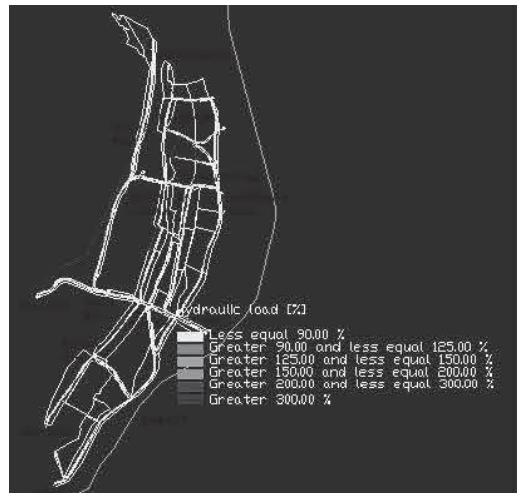 ydraulic load [%]
Less equal 90.00 %
Greater 90.00 and less equal 125.00 %
Greater 125.00 and less equal 150.00 %
Greater 150.00 and less equal 200.00 %
Greater 200.00 and less equal 300.00 %
Greater 300.00 %